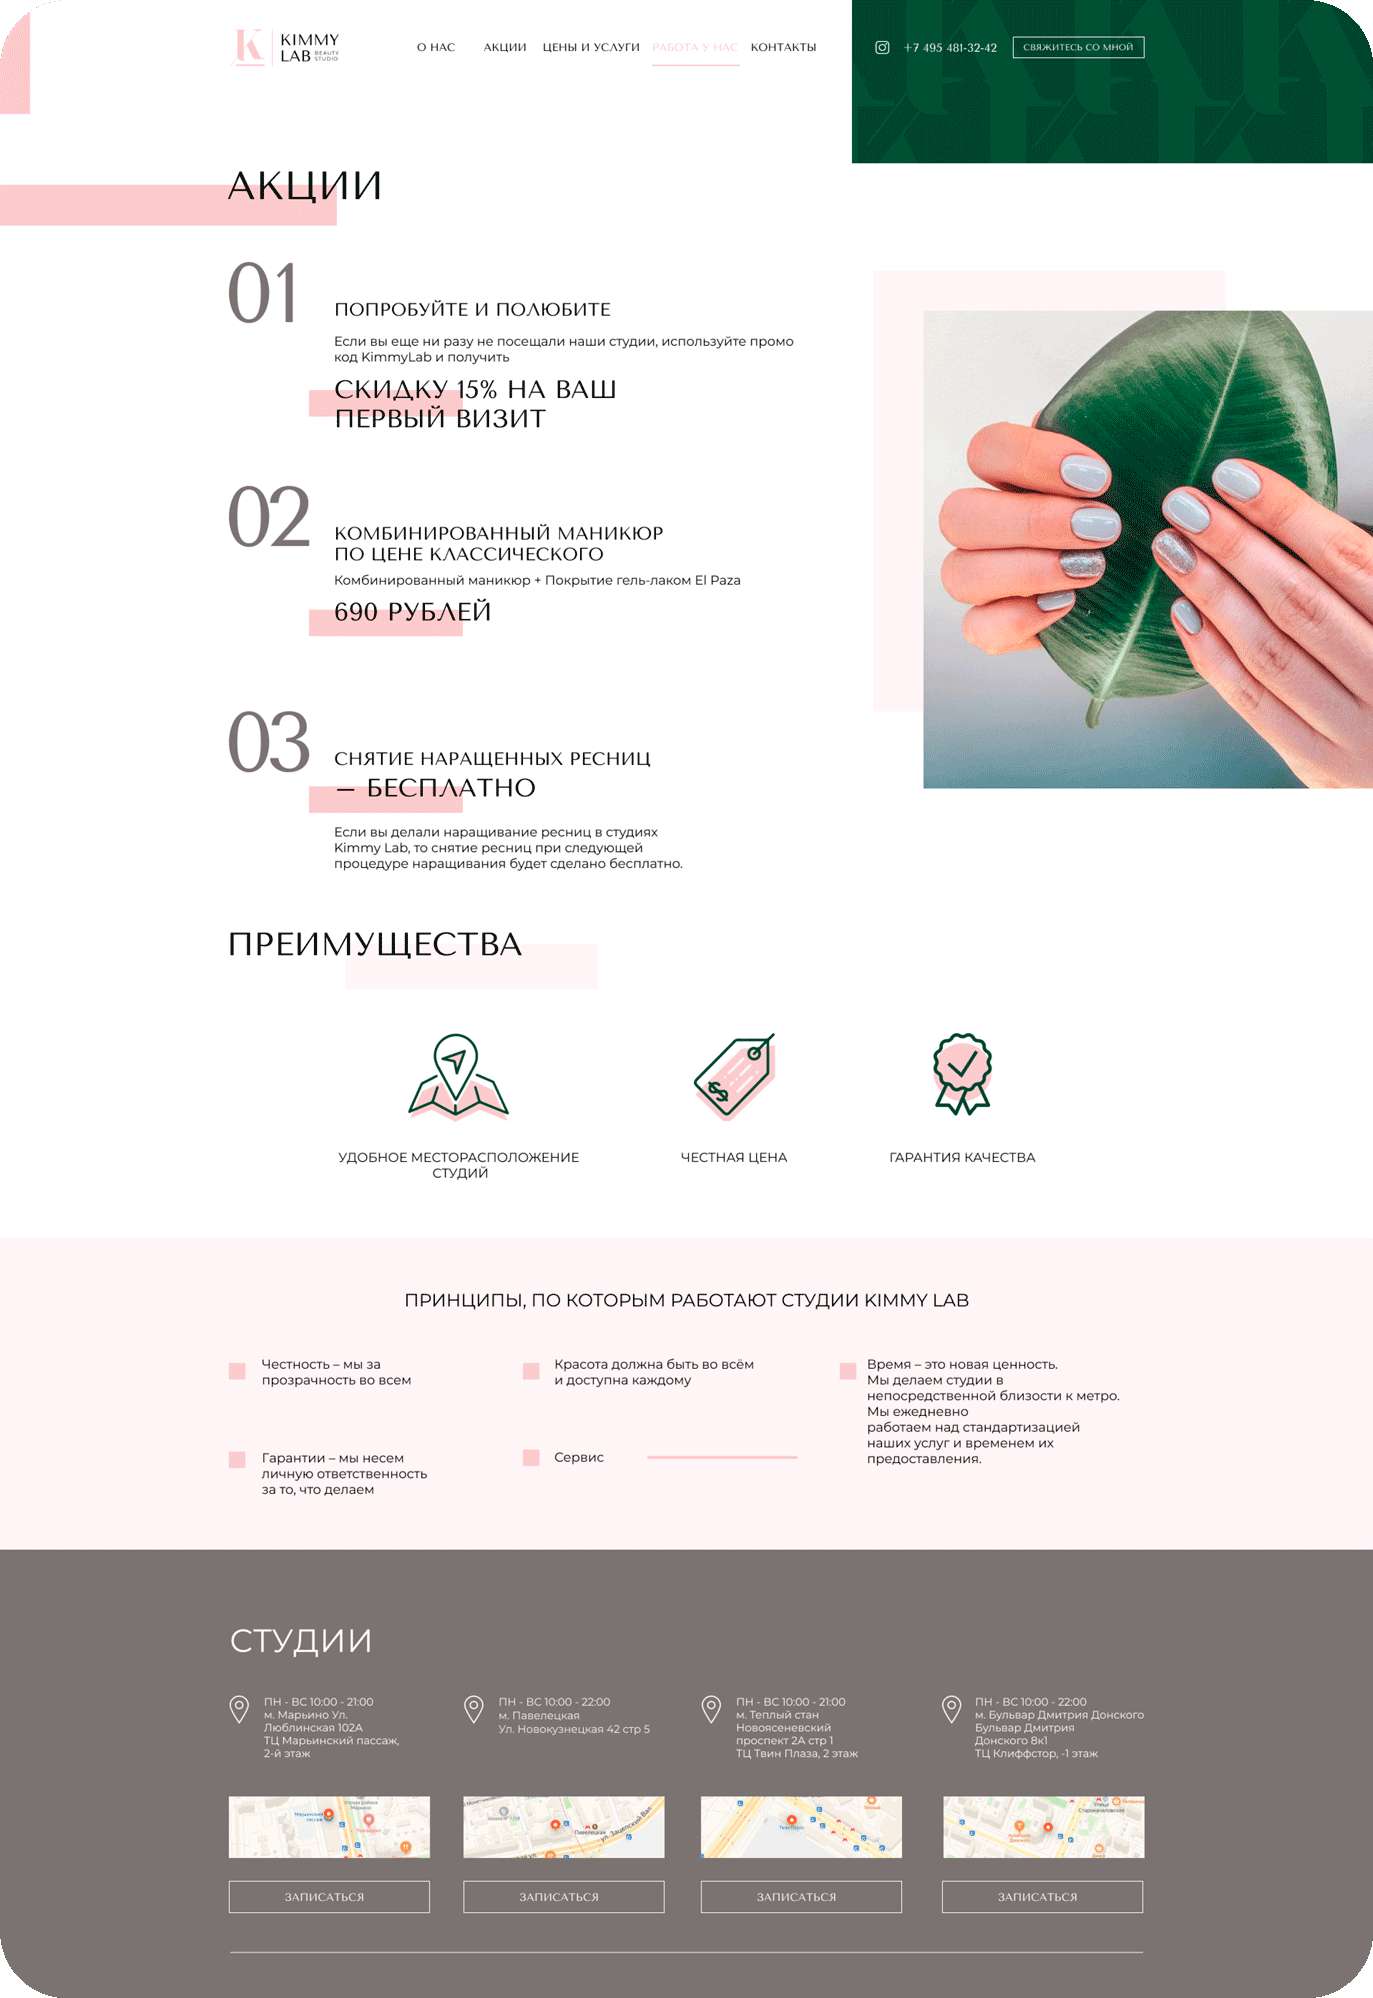 KIMMY
LAB BEAUTY STUDIO
О НАС АКЦИИ ЦЕНЫ И УСЛУГИ РАБОТА У НАС КОНТАКТЫ
+7 495 481-32-42
СВЯЖИТЕСЬ СО МНОЙ
АКЦИИ
01
ПОПРОБУЙТЕ И ПОЛЮБИТЕ
Если вы еще ни разу не посещали наши студии, используйте промо
код KimmyLab и получить
СКИДКУ 15% НА ВАШ
ПЕРВЫЙ ВИЗИТ
02
КОМБИНИРОВАННЫЙ МАНИКЮР
ПО ЦЕНЕ КЛАССИЧЕСКОГО
Комбинированный маникюр + Покрытие гель-лаком El Paza
690 РУБЛЕЙ
03
СНЯТИЕ НАРАЩЕННЫХ РЕСНИЦ
– БЕСПЛАТНО
Если вы делали наращивание ресниц в студиях
Kimmy Lab, то снятие ресниц при следующей
процедуре наращивания будет сделано бесплатно.
ПРЕИМУЩЕСТВА
УДОБНОЕ МЕСТОРАСПОЛОЖЕНИЕ
СТУДИЙ
ЧЕСТНАЯ ЦЕНА
ГАРАНТИЯ КАЧЕСТВА
ПРИНЦИПЫ, ПО КОТОРЫМ РАБОТАЮТ СТУДИИ KIMMY LAB
Честность – мы за
прозрачность во всем
Красота должна быть во всём
и доступна каждому
Время – это новая ценность.
Мы делаем студии в
непосредственной близости к метро.
Мы ежедневно
работаем над стандартизацией
наших услуг и временем их
предоставления.
Гарантии – мы несем
личную ответственность
за то, что делаем
Сервис
СТУДИИ
ПН - ВС 10:00 - 21:00
м. Марьино Ул.
Люблинская 102А
ТЦ Марьинский пассаж,
2-й этаж
ПН - ВС 10:00 - 22:00
м. Павелецкая
Ул. Новокузнецкая 42 стр 5
ПН - ВС 10:00 - 21:00
м. Теплый стан
Новоясеневский
проспект 2А стр 1
ТЦ Твин Плаза, 2 этаж
ПН - ВС 10:00 - 22:00
м. Бульвар Дмитрия Донского
Бульвар Дмитрия
Донского 8к1
ТЦ Клиффстор, -1 этаж
Павелецкая
ул. Зацепский Вал
Улица
Старокачаловская
ЗАПИСАТЬСЯ
ЗАПИСАТЬСЯ
ЗАПИСАТЬСЯ
ЗАПИСАТЬСЯ